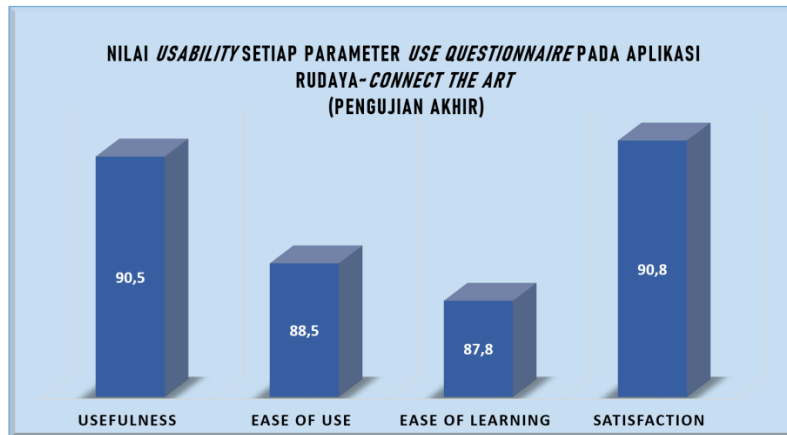 NILAI USABILITY SETIAP PARAMETER USE QUESTIONNAIRE PADA APLIKASI
RUDAYA- CONNECT THE ART
(PENGUJIAN AKHIR)
90,5
88,5
87,8
90,8
USEFULNESS
EASE OF USE
EASE OF LEARNING
SATISFACTION